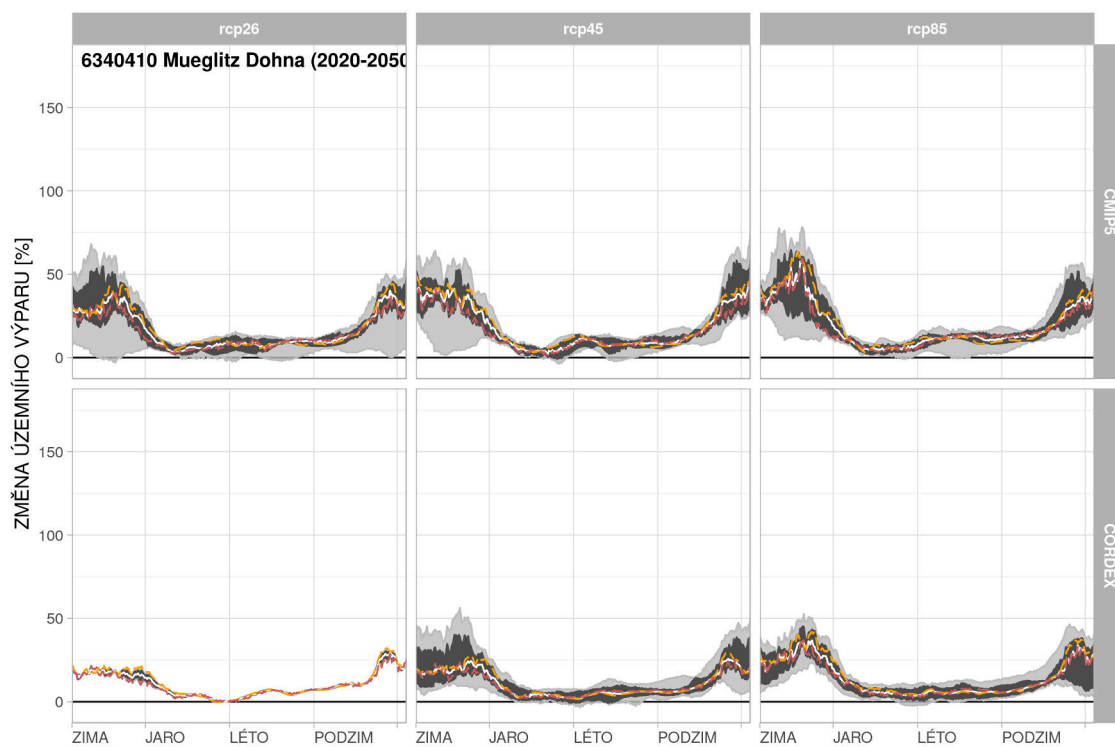 rcp26 rcp45 rcp85
6340410 Mueglitz Dohna (2020-2050
150
100
50
0
CMIP5
ZMĚNA ÚZEMNÍHO VÝPARU [%]
150
100
50
0
CORDEX
ZIMA JARO LÉTO PODZIM ZIMA JARO LÉTO PODZIM ZIMA JARO LÉTO PODZIM